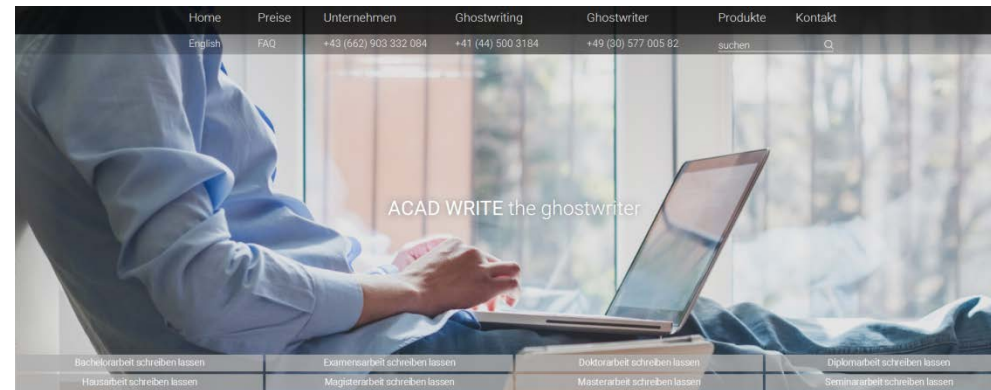 Home Preise Unternehmen Ghostwriting Ghostwriter Produkte Kontakt
English FAQ +43 (662) 903 332 084 +41 (44) 500 3184 +49 (30) 577 005 82 suchen
ACAD WRITE the ghostwriter
Bachelorarbeit schreiben lassen Examensarbeit schreiben lassen Doktorarbeit schreiben lassen Diplomarbeit schreiben lassen
Hausarbeit schreiben lassen Magisterarbeit schreiben lassen Masterarbeit schreiben lassen Seminararbeit schreiben lassen